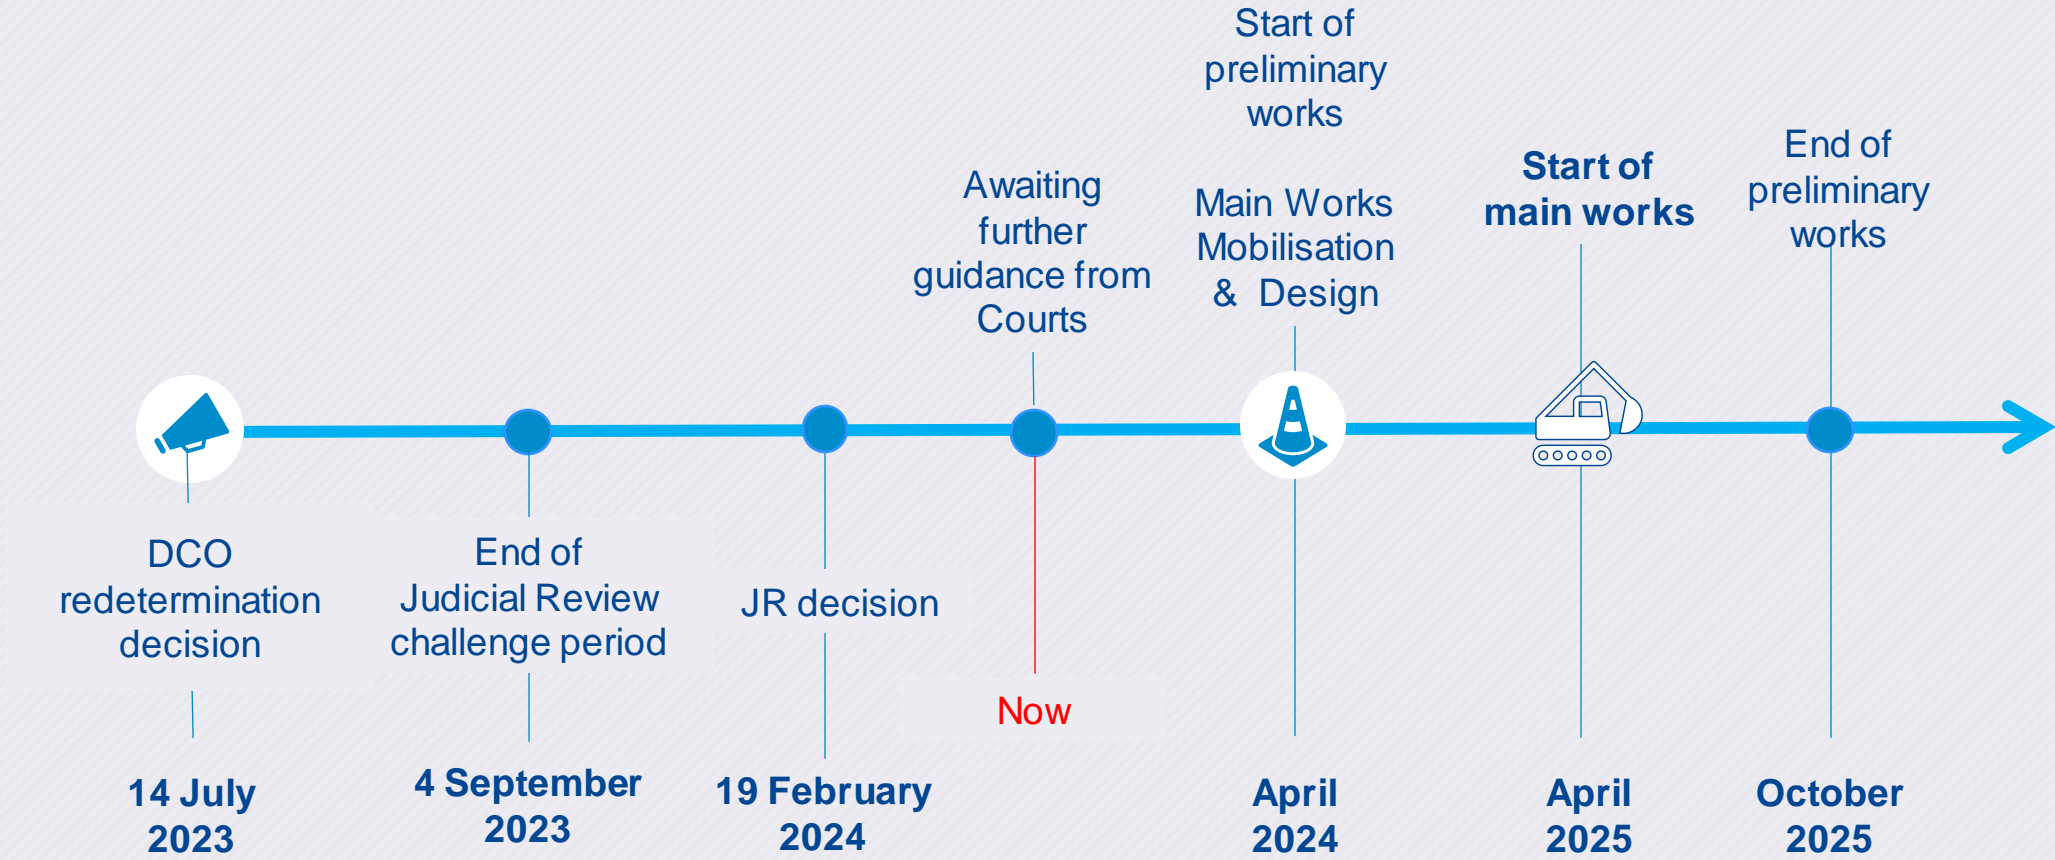 DCO
redetermination
decision
14 July
2023
End of
Judicial Review
challenge period
4 September
2023
JR decision
19 February
2024
Awaiting
further
guidance from
Courts
Now
Start of
preliminary
works
Main Works
Mobilisation
& Design
April
2024
Start of
main works
April
2025
End of
preliminary
works
October
2025